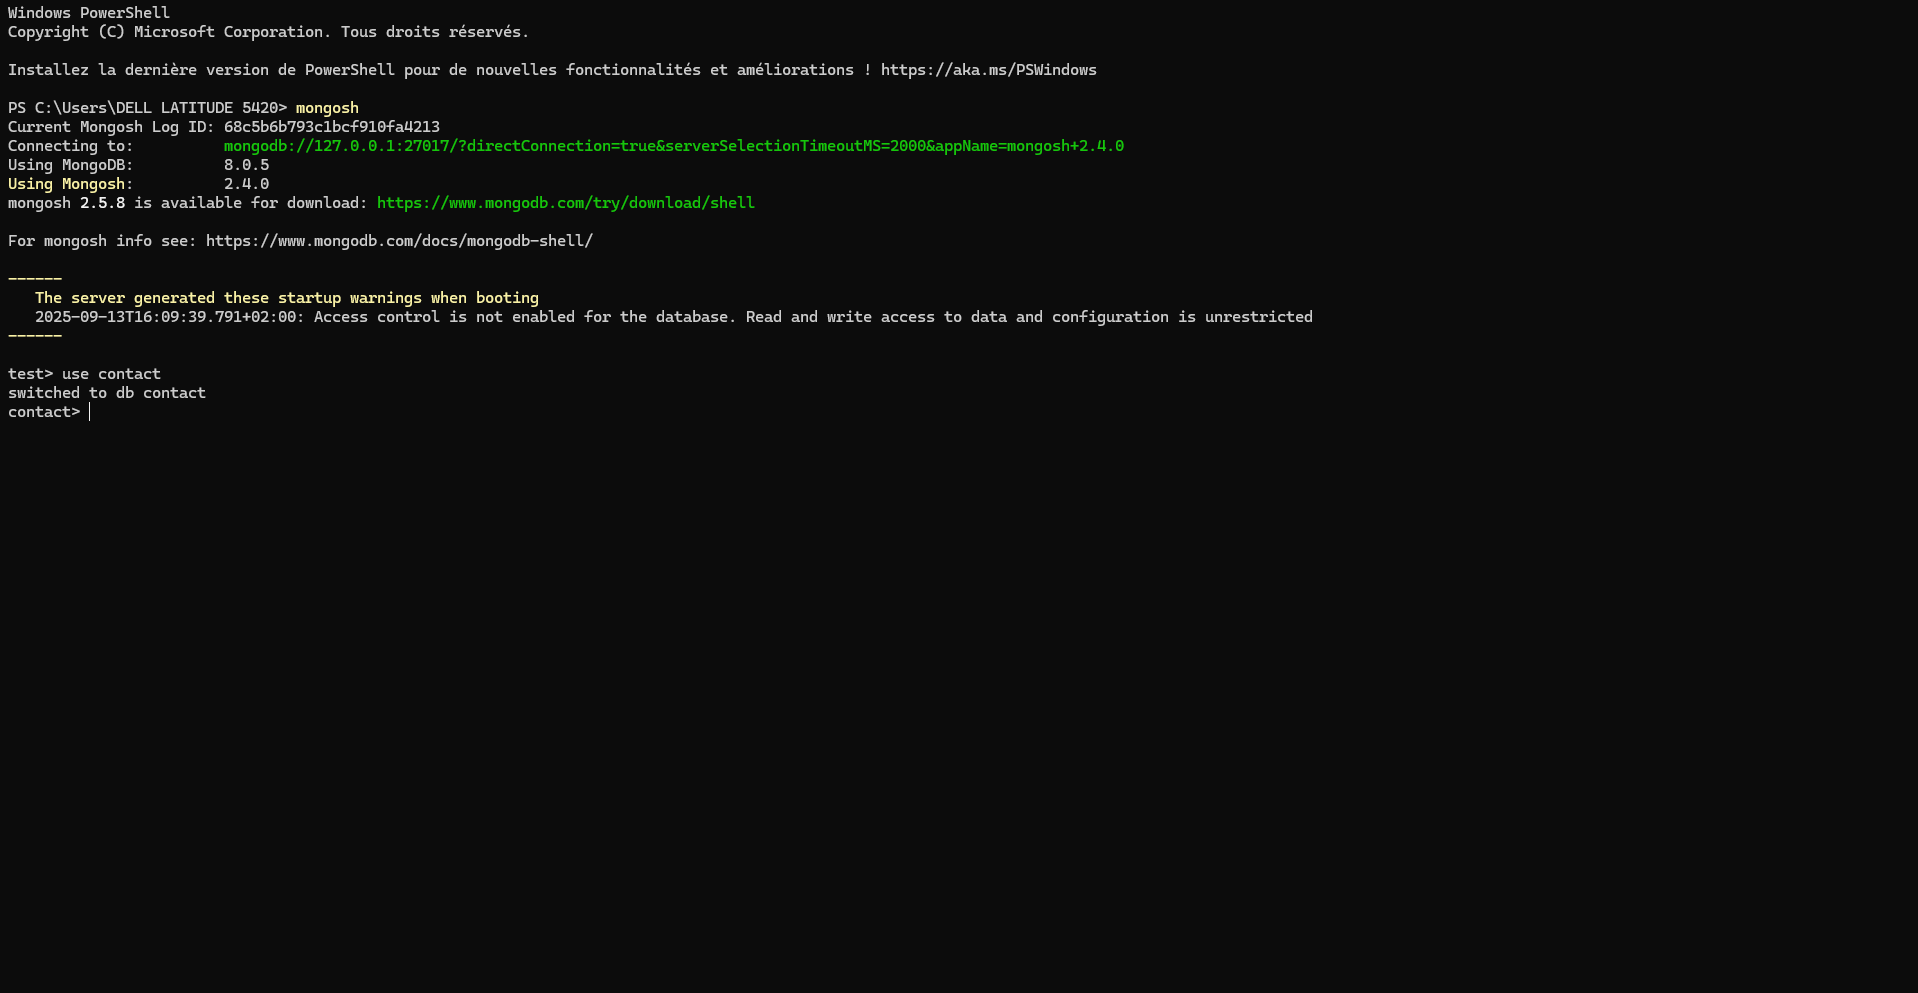 Windows PowerShell
Copyright (C) Microsoft Corporation. Tous droits réservés.
Installez la dernière version de PowerShell pour de nouvelles fonctionnalités et améliorations ! https://aka.ms/PSWindows
PS C:\Users\DELL LATITUDE 5420> mongosh
Current Mongosh Log ID: 68c5b6b793c1bcf910fa4213
Connecting to:          mongodb://127.0.0.1:27017/?directConnection=true&serverSelectionTimeoutMS=2000&appName=mongosh+2.4.0
Using MongoDB:          8.0.5
Using Mongosh:          2.4.0
mongosh 2.5.8 is available for download: https://www.mongodb.com/try/download/shell
For mongosh info see: https://www.mongodb.com/docs/mongodb-shell/
------
The server generated these startup warnings when booting
2025-09-13T16:09:39.791+02:00: Access control is not enabled for the database. Read and write access to data and configuration is unrestricted
------
test> use contact
switched to db contact
contact>